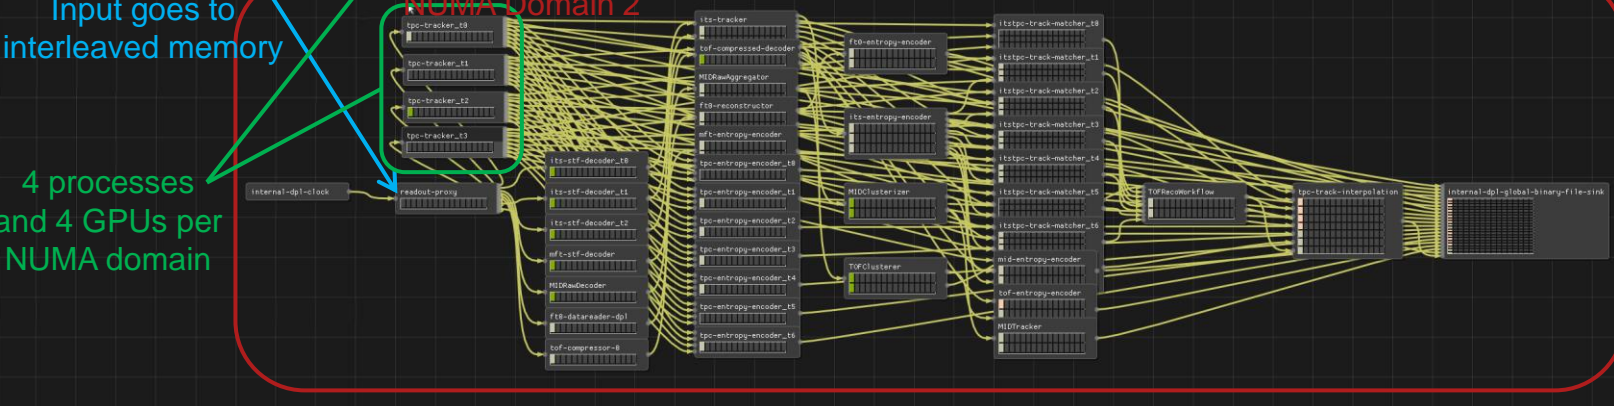 Input goes to
interleaved memory
NUMA Domain 2
4 processes
and 4 GPUs per
NUMA domain
tpc-tracker_t0
tpc-tracker_t1
tpc-tracker_t2
tpc-tracker_t3
internal-dpl-clock
readout-proxy
its-stf-decoder_t0
its-stf-decoder_t1
its-stf-decoder_t2
mft-stf-decoder
MIDRawDecoder
ft0-datareader-dpl
tof-compressor-0
its-tracker
tof-compressed-decoder
MIDRawAggregator
ft0-reconstructor
mft-entropy-encoder
tpc-entropy-encoder_t0
tpc-entropy-encoder_t1
tpc-entropy-encoder_t2
tpc-entropy-encoder_t3
tpc-entropy-encoder_t4
tpc-entropy-encoder_t5
tpc-entropy-encoder_t6
ft0-entropy-encoder
its-entropy-encoder
MIDClusterizer
TOFClusterer
itstpc-track-matcher_t0
itstpc-track-matcher_t1
itstpc-track-matcher_t2
itstpc-track-matcher_t3
itstpc-track-matcher_t4
itstpc-track-matcher_t5
itstpc-track-matcher_t6
mid-entropy-encoder
tof-entropy-encoder
MIDTracker
TOFRecoWorkflow
tpc-track-interpolation
internal-dpl-global-binary-file-sink